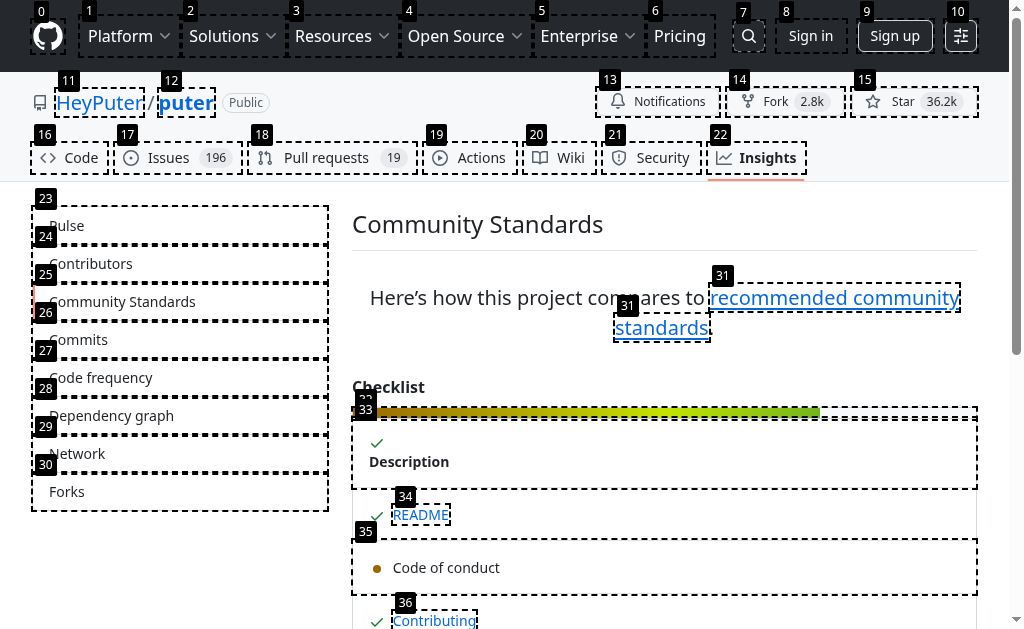 0 1 2 3 4 5 6 7 8 9 10
Platform Solutions Resources Open Source Enterprise Pricing Sign in Sign up
11 12 13 14 15
HeyPuter / puter Public Notifications Fork 2.8k Star 36.2k
16 17 18 19 20 21 22
Code Issues 196 Pull requests 19 Actions Wiki Security Insights
23
Pulse
24
Contributors
25
Community Standards
26
Commits
27
Code frequency
28
Dependency graph
29
Network
30
Forks
Community Standards
31
Here’s how this project compares to recommended community
31
standards.
Checklist
33
Description
34
README
35
Code of conduct
36
Contributing